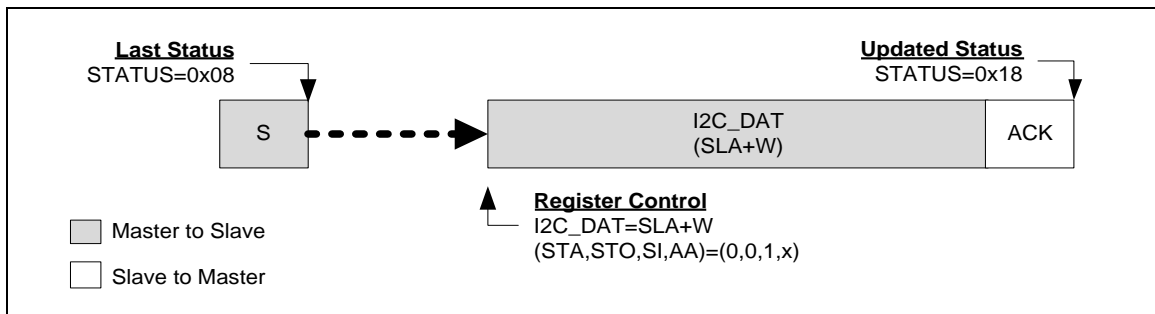 Last Status
STATUS=0x08
Updated Status
STATUS=0x18
S
I2C_DAT
(SLA+W)
ACK
Register Control
I2C_DAT=SLA+W
(STA,STO,SI,AA)=(0,0,1,x)
Master to Slave
Slave to Master